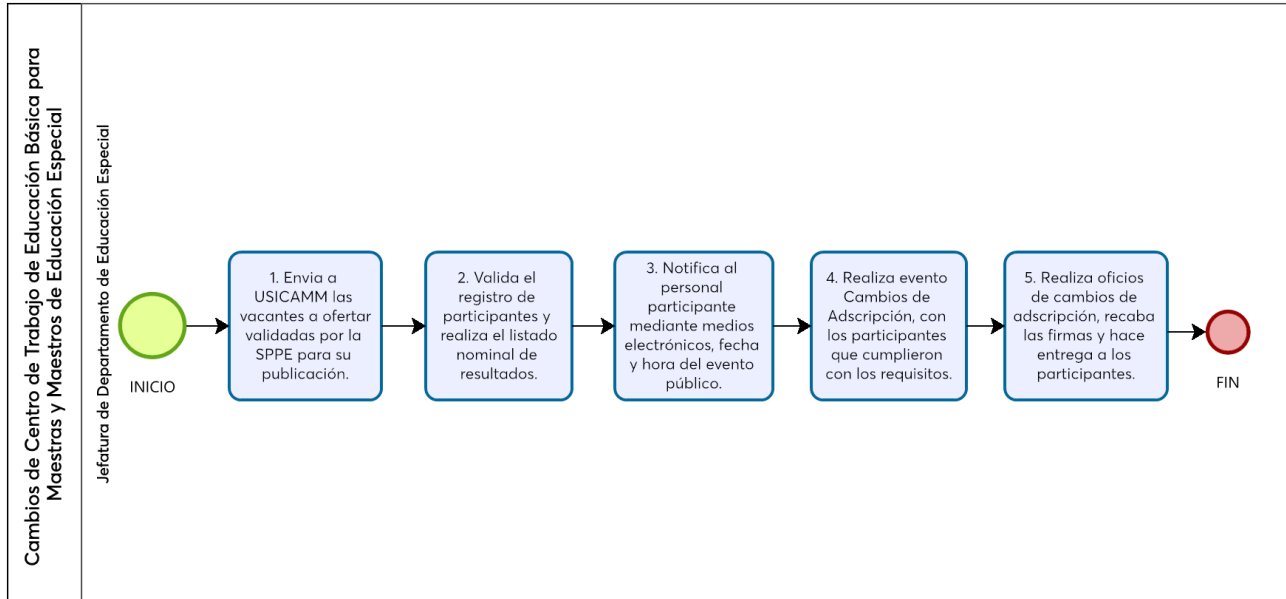 Cambios de Centro de Trabajo de Educación Básica para
Maestras y Maestros de Educación Especial
Jefatura de Departamento de Educación Especial
INICIO
1. Envia a
USICAMM las
vacantes a ofertar
validadas por la
SPPE para su
publicación.
2. Valida el
registro de
participantes y
realiza el listado
nominal de
resultados.
3. Notifica al
personal
participante
mediante medios
electrónicos, fecha
y hora del evento
público.
4. Realiza evento
Cambios de
Adscripción, con
los participantes
que cumplieron
con los requisitos.
5. Realiza oficios
de cambios de
adscripción, recaba
las firmas y hace
entrega a los
participantes.
FIN